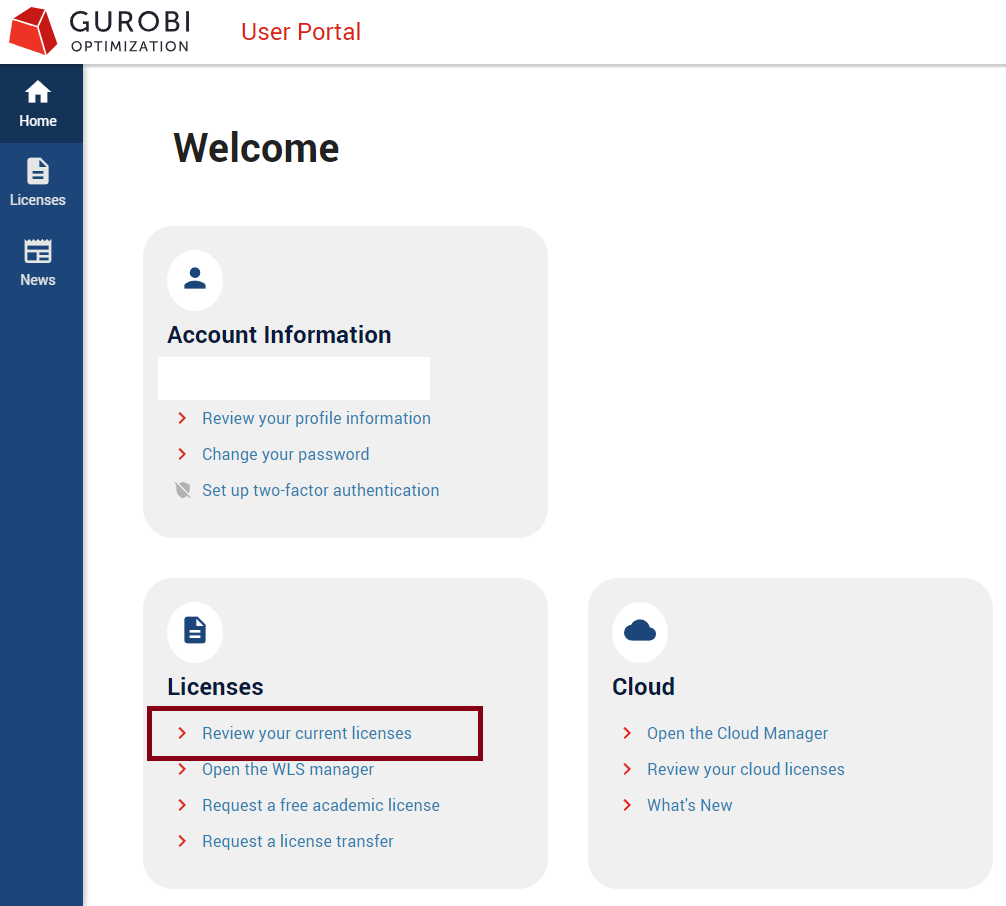 GUROBI
OPTIMIZATION
User Portal
Home
Licenses
News
Welcome
Account Information
Review your profile information
Change your password
Set up two-factor authentication
Licenses
Review your current licenses
Open the WLS manager
Request a free academic license
Request a license transfer
Cloud
Open the Cloud Manager
Review your cloud licenses
What's New